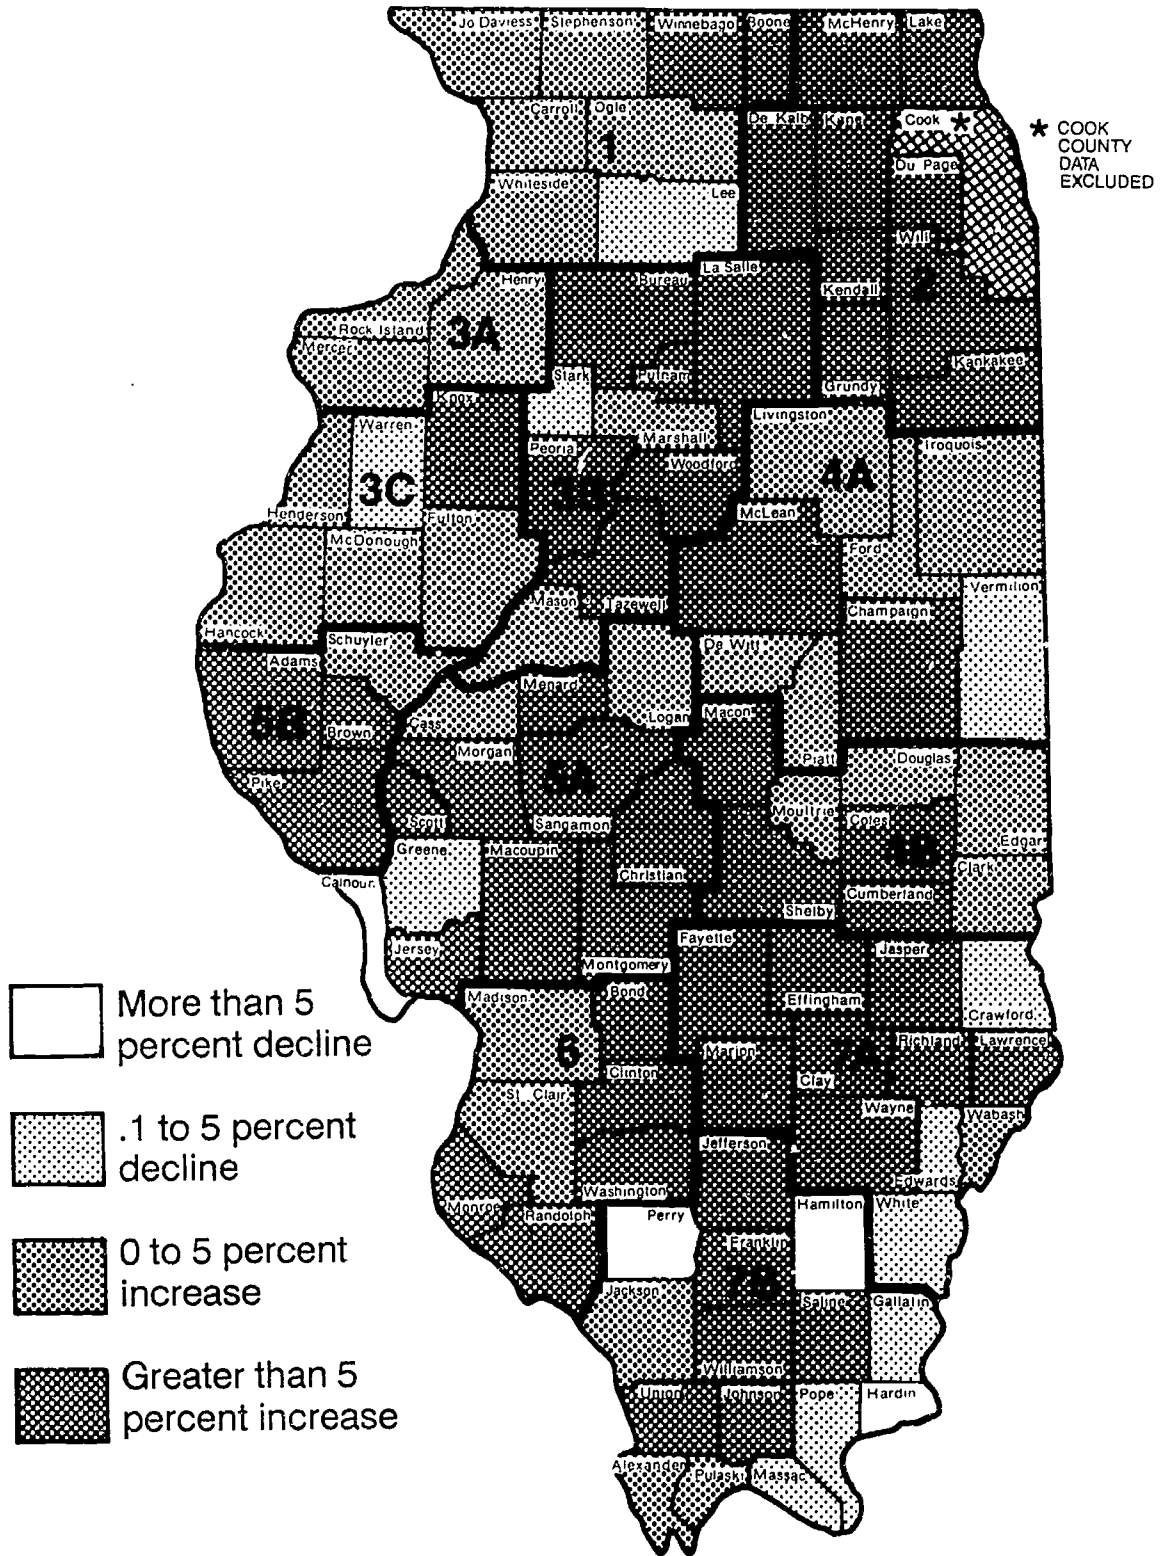 Jo Daviess
Stephenson
Winnebago
Boone
McHenry
Lake
Carroll
Ogle
1
De Kalb
Kane
Cook *
* COOK
COUNTY
DATA
EXCLUDED
Du Page
Whiteside
Lee
Will
2
La Salle
Henry
Bureau
Kendall
Rock Island
3A
Mercer
Kankakee
Stark
Putnam
Grundy
Knox
Livingston
Warren
Marshall
Iroquois
Peoria
Woodford
4A
3C
McLean
Henderson
Fulton
McDonough
Ford
Vermilion
Mason
Tazewell
Champaign
Hancock
Schuyler
De Witt
Adams
Menard
Logan
Macon
Cass
Brown
Morgan
5A
Piatt
Douglas
Pike
Moultrie
Scott
Sangamon
Coles
4B
Edgar
Greene
Macoupin
Clark
Christian
Calhoun
Cumberland
Shelby
Jersey
Fayette
Jasper
Montgomery
Madison
Bond
Effingham
Crawford
More than 5
percent decline
6
Marion
Richland
Lawrence
Clinton
Clay
St. Clair
Wayne
Wabash
.1 to 5 percent
decline
Jefferson
Edwards
Washington
Monroe
Randolph
Perry
Hamilton
White
0 to 5 percent
increase
Franklin
Jackson
Saline
Gallatin
Williamson
Greater than 5
percent increase
Union
Johnson
Pope
Hardin
Alexander
Pulaski
Massac